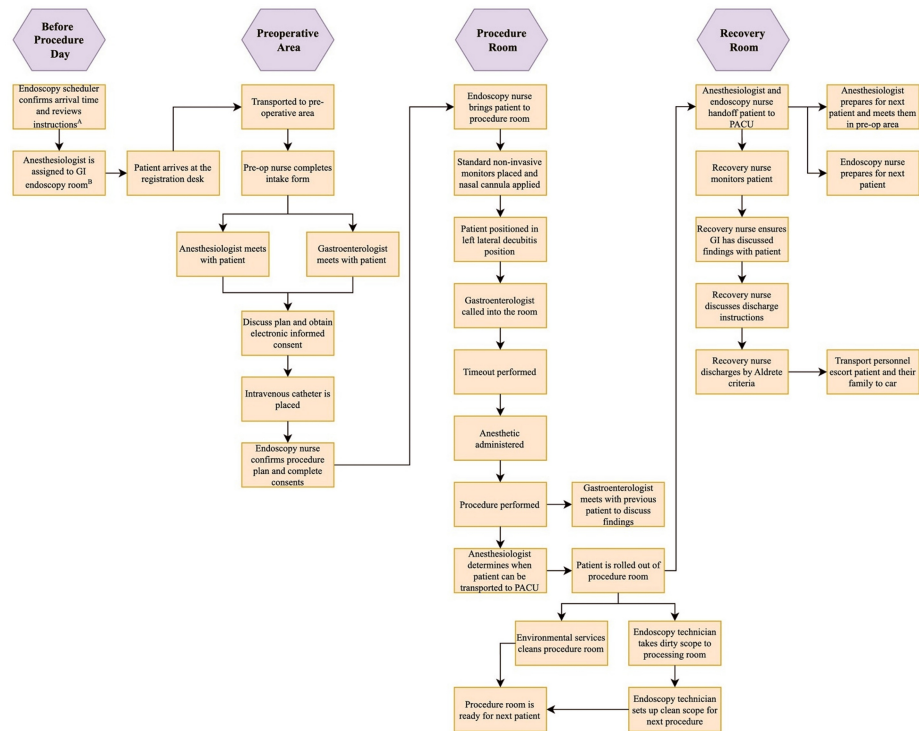 Before
Procedure
Day
Preoperative
Area
Procedure
Room
Recovery
Room
Endoscopy scheduler
confirms arrival time
and reviews
instructionsA
Anesthesiologist is
assigned to GI
endoscopy roomB
Patient arrives at the
registration desk
Transported to pre-
operative area
Pre-op nurse completes
intake form
Anesthesiologist meets
with patient
Gastroenterologist
meets with patient
Discuss plan and obtain
electronic informed
consent
Intravenous catheter is
placed
Endoscopy nurse
confirms procedure
plan and complete
consents
Endoscopy nurse
brings patient to
procedure room
Standard non-invasive
monitors placed and
nasal cannula applied
Patient positioned in
left lateral decubitis
position
Gastroenterologist
called into the room
Timeout performed
Anesthetic
administered
Procedure performed
Gastroenterologist
meets with previous
patient to discuss
findings
Anesthesiologist
determines when
patient can be
transported to PACU
Patient is rolled out of
procedure room
Environmental services
cleans procedure room
Endoscopy technician
takes dirty scope to
processing room
Procedure room is
ready for next patient
Endoscopy technician
sets up clean scope for
next procedure
Anesthesiologist and
endoscopy nurse
handoff patient to
PACU
Anesthesiologist
prepares for next
patient and meets them
in pre-op area
Endoscopy nurse
prepares for next
patient
Recovery nurse
monitors patient
Recovery nurse ensures
GI has discussed
findings with patient
Recovery nurse
discusses discharge
instructions
Recovery nurse
discharges by Aldrete
criteria
Transport personnel
escort patient and their
family to car